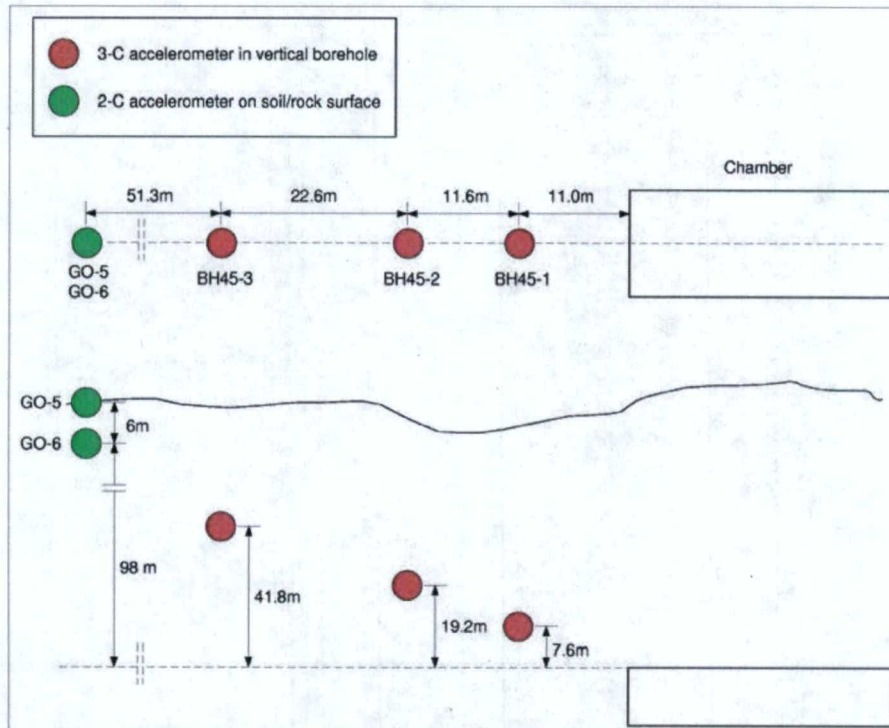 3-C accelerometer in vertical borehole
2-C accelerometer on soil/rock surface
Chamber
51.3m
22.6m
11.6m
11.0m
GO-5
GO-6
BH45-3
BH45-2
BH45-1
GO-5
6m
GO-6
98 m
41.8m
19.2m
7.6m